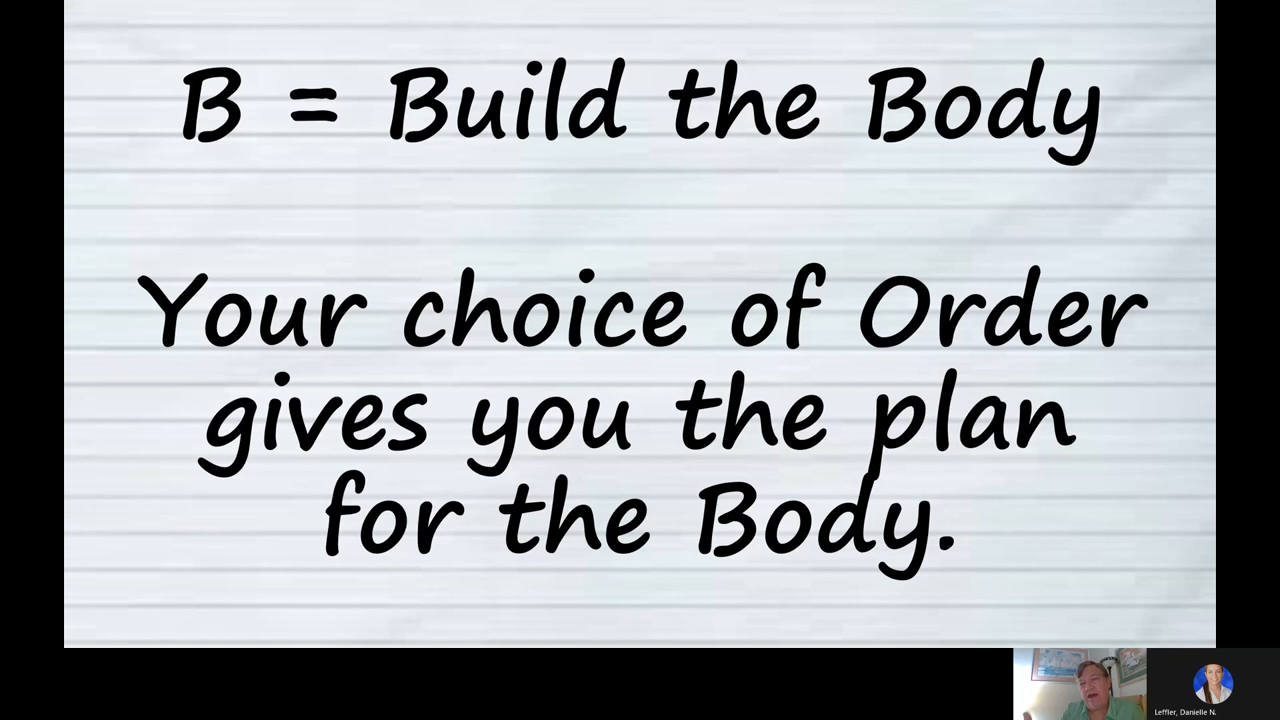 B = Build the Body
Your choice of Order
gives you the plan
for the Body.
Leffler, Danielle N.